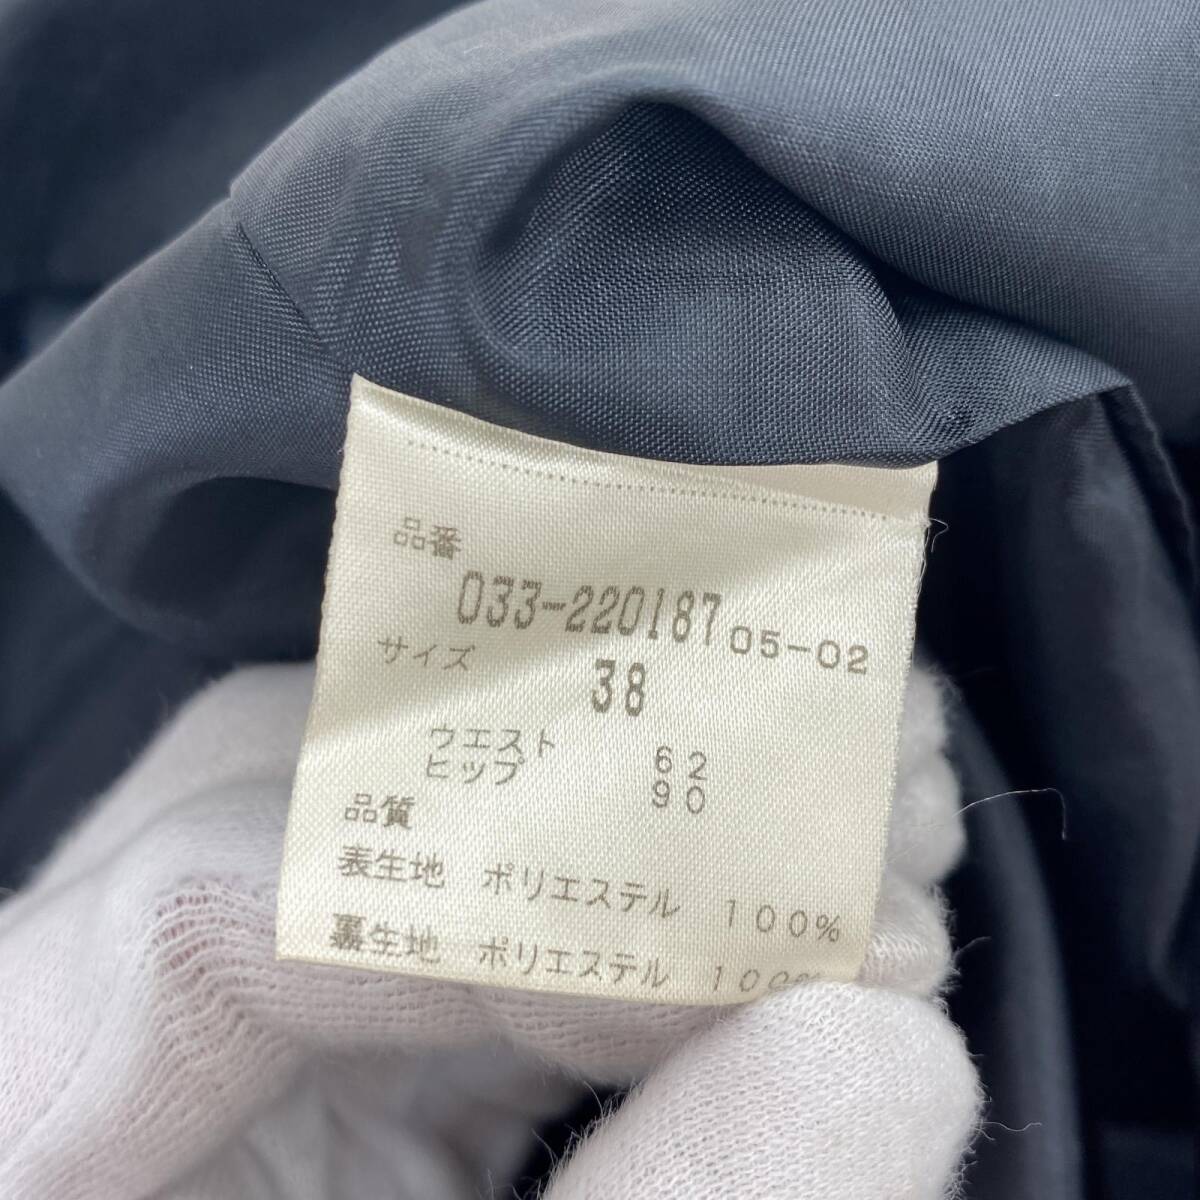 品番
033-220187 05-02
サイズ 38
ウエスト 62
ヒップ 90
品質
表生地 ポリエステル 100%
裏生地 ポリエステル 100%